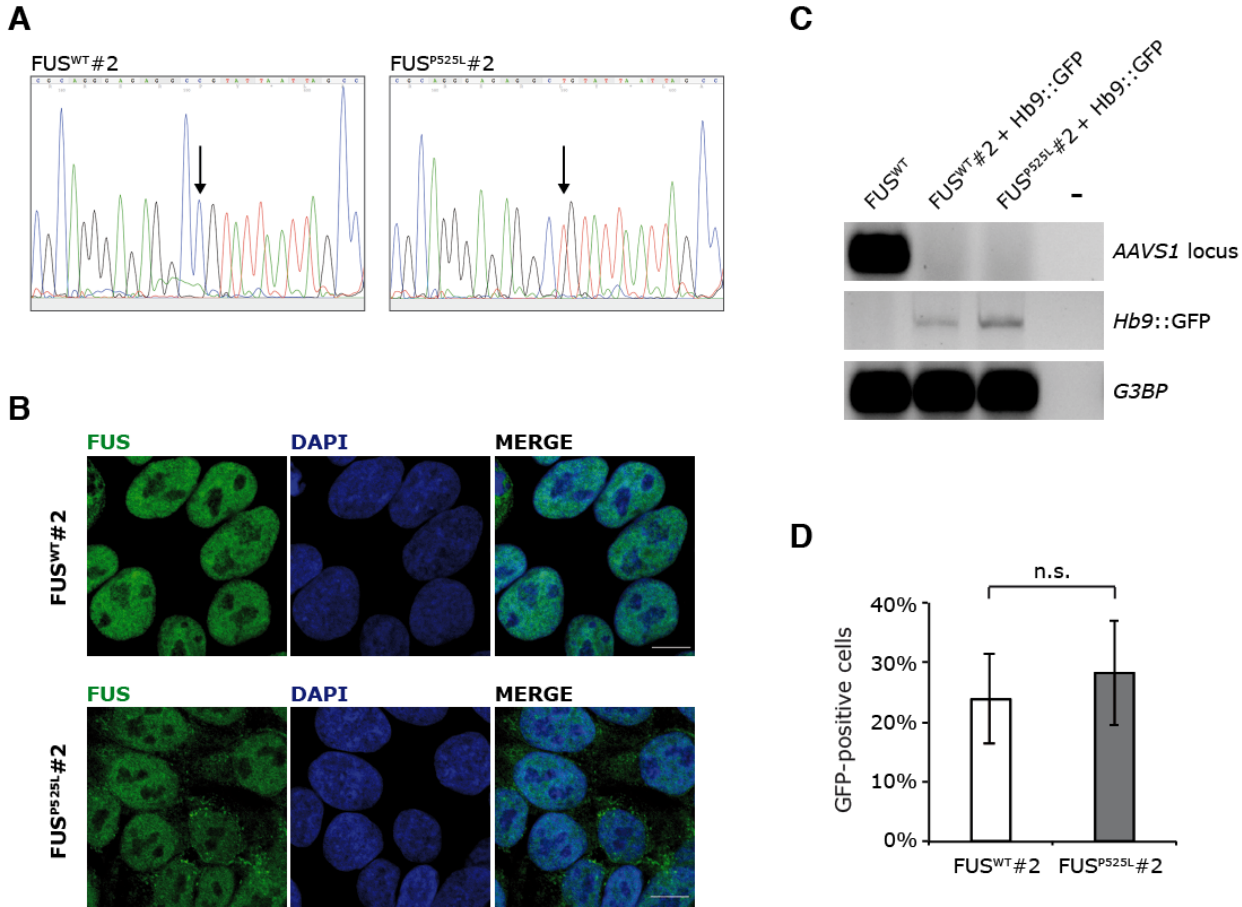 A
FUSWT#2
CGCAGGGAGAGGCCGTATTAATTAGCC
FUSP525L#2
CGCAGGGAGAGGCTGTATTAATTAGCC
B
FUS
DAPI
MERGE
FUSWT#2
FUS
DAPI
MERGE
FUSP525L#2
C
FUSWT
FUSWT#2 + Hb9::GFP
FUSP525L#2 + Hb9::GFP
-
AAVS1 locus
Hb9::GFP
G3BP
D
n.s.
40%
30%
20%
10%
0%
GFP-positive cells
FUSWT#2
FUSP525L#2